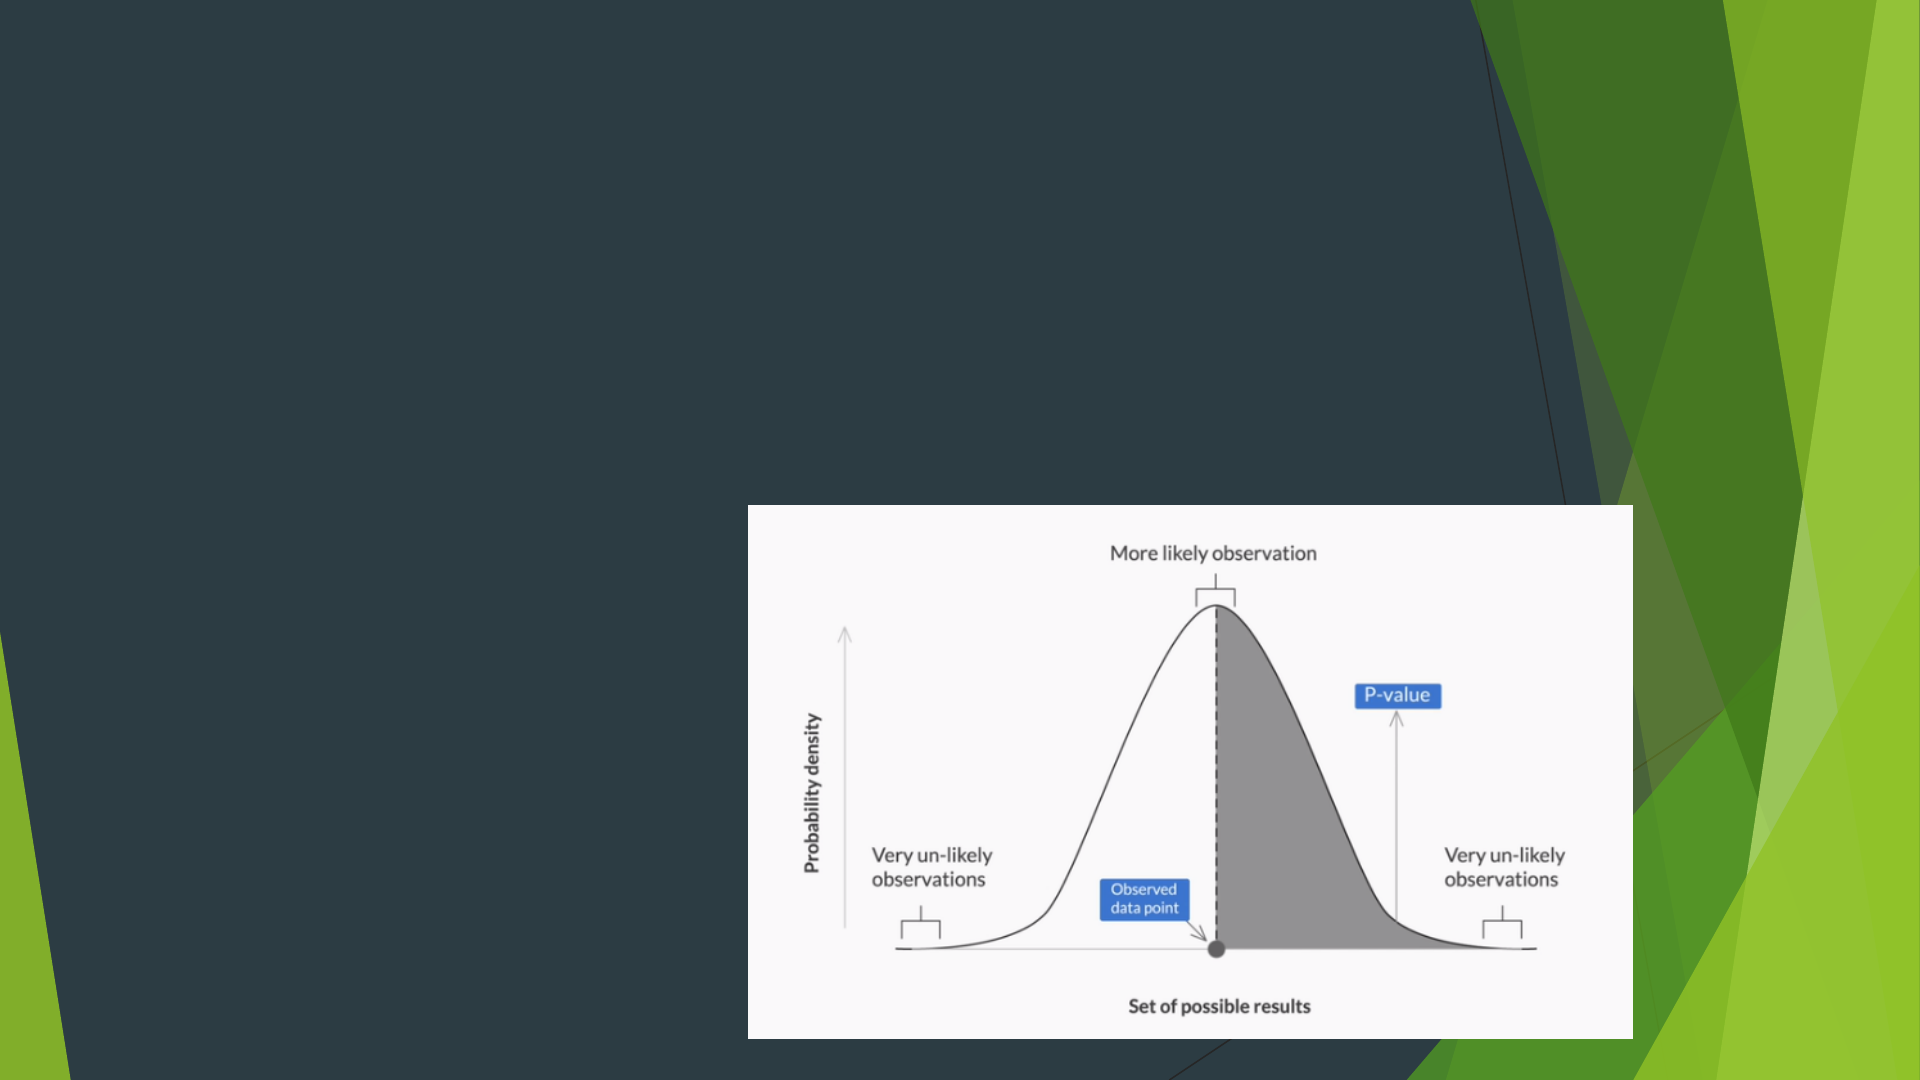 More likely observation
P-value
Probability density
Very un-likely
observations
Very un-likely
observations
Observed
data point
Set of possible results